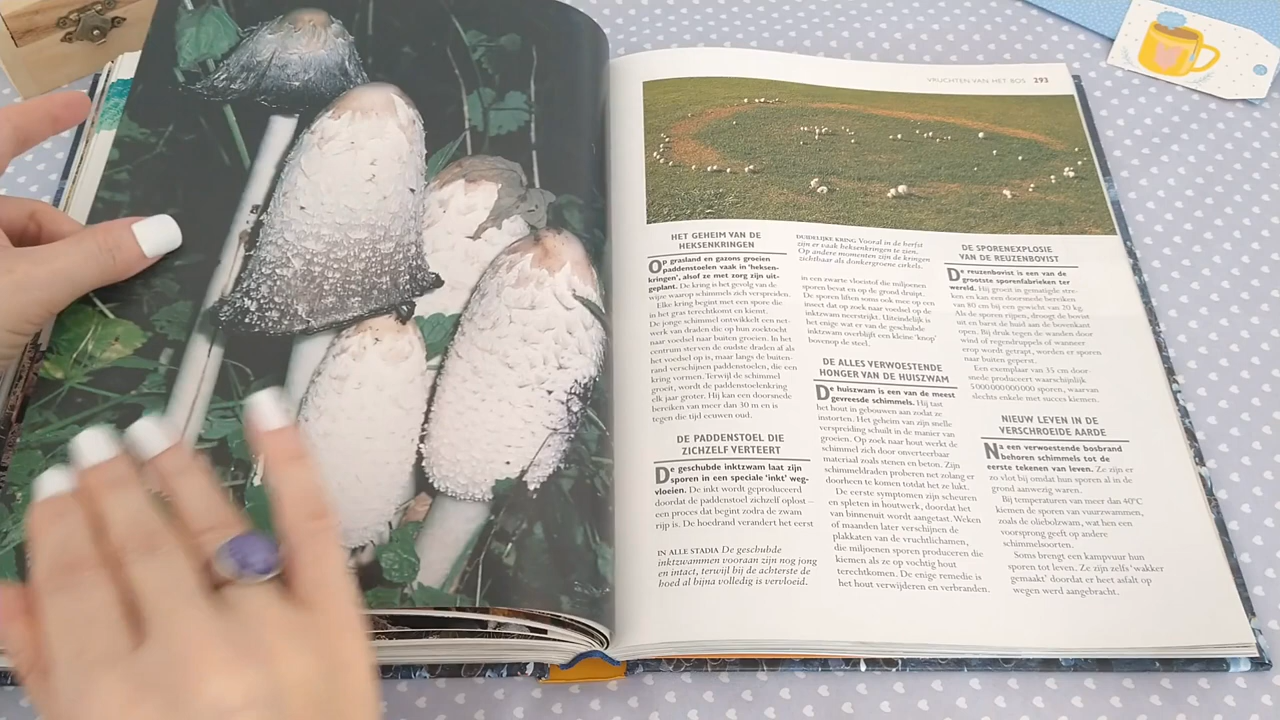 VRUCHTEN VAN HET BOS 293
HET GEHEIM VAN DE
HEKSENKRINGEN
Op grasland en gazons groeien
paddenstoelen vaak in 'heksen-
kringen', alsof ze met zorg zijn uit-
geplant. De kring is het gevolg van de
wijze waarop schimmels zich verspreiden.
Elke kring begint met een spore die
in het gras terechtkomt en kiemt.
De jonge schimmel ontwikkelt een net-
werk van draden die op hun zoektocht
naar voedsel naar buiten groeien. In het
centrum sterven de oudste draden af als
het voedsel op is, maar langs de buiten-
rand verschijnen paddenstoelen, die een
kring vormen. Terwijl de schimmel
groeit, wordt de paddenstoelenkring
elk jaar groter. Hij kan een doorsnede
bereiken van meer dan 30 m en is
tegen die tijd eeuwen oud.
DE PADDENSTOEL DIE
ZICHZELF VERTEERT
De geschubde inktzwam laat zijn
sporen in een speciale 'inkt' weg-
vloeien. De inkt wordt geproduceerd
doordat de paddenstoel zichzelf oplost –
een proces dat begint zodra de zwam
rijp is. De hoedrand verandert het eerst
IN ALLE STADIA De geschubde
inktzwammen vooraan zijn nog jong
en intact, terwijl bij de achterste de
hoed al bijna volledig is vervloeid.
DUIDELIJKE KRING Vooral in de herfst
zijn er vaak heksenkringen te zien.
Op andere momenten zijn de kringen
zichtbaar als donkergroene cirkels.
in een zwarte vloeistof die miljoenen
sporen bevat en op de grond druipt.
De sporen liften soms ook mee op een
insect dat op zoek naar voedsel op de
inktzwam neerstrijkt. Uiteindelijk is
het enige wat er van de geschubde
inktzwam overblijft een kleine 'knop'
bovenop de steel.
DE ALLES VERWOESTENDE
HONGER VAN DE HUISZWAM
De huiszwam is een van de meest
gevreesde schimmels. Hij tast
het hout in gebouwen aan zodat ze
instorten. Het geheim van zijn snelle
verspreiding schuilt in de manier van
groeien. Op zoek naar hout werkt de
schimmel zich door onverteerbaar
materiaal zoals stenen en beton. Zijn
schimmeldraden proberen net zolang er
doorheen te komen totdat het ze lukt.
De eerste symptomen zijn scheuren
en spleten in houtwerk, doordat het
van binnenuit wordt aangetast. Weken
of maanden later verschijnen de
plakkaten van de vruchtlichamen,
die miljoenen sporen produceren die
kiemen als ze op vochtig hout
terechtkomen. De enige remedie is
het hout verwijderen en verbranden.
DE SPORENEXPLOSIE
VAN DE REUZENBOVIST
De reuzenbovist is een van de
grootste sporenfabrieken ter
wereld. Hij groeit in gematigde stre-
ken en kan een doorsnede bereiken
van 80 cm bij een gewicht van 20 kg.
Als de sporen rijpen, droogt de bovist
uit en barst de huid aan de bovenkant
open. Bij druk tegen de wanden door
wind of regendruppels of wanneer
erop wordt getrapt, worden er sporen
naar buiten geperst.
Een exemplaar van 35 cm door-
snede produceert waarschijnlijk
5 000 000 000 000 sporen, waarvan
slechts enkele met succes kiemen.
NIEUW LEVEN IN DE
VERSCHROEIDE AARDE
Na een verwoestende bosbrand
behoren schimmels tot de
eerste tekenen van leven. Ze zijn er
zo vlot bij omdat hun sporen al in de
grond aanwezig waren.
Bij temperaturen van meer dan 40°C
kiemen de sporen van vuurzwammen,
zoals de oliebolzwam, wat hen een
voorsprong geeft op andere
schimmelsoorten.
Soms brengt een kampvuur hun
sporen tot leven. Ze zijn zelfs 'wakker
gemaakt' doordat er heet asfalt op
wegen werd aangebracht.